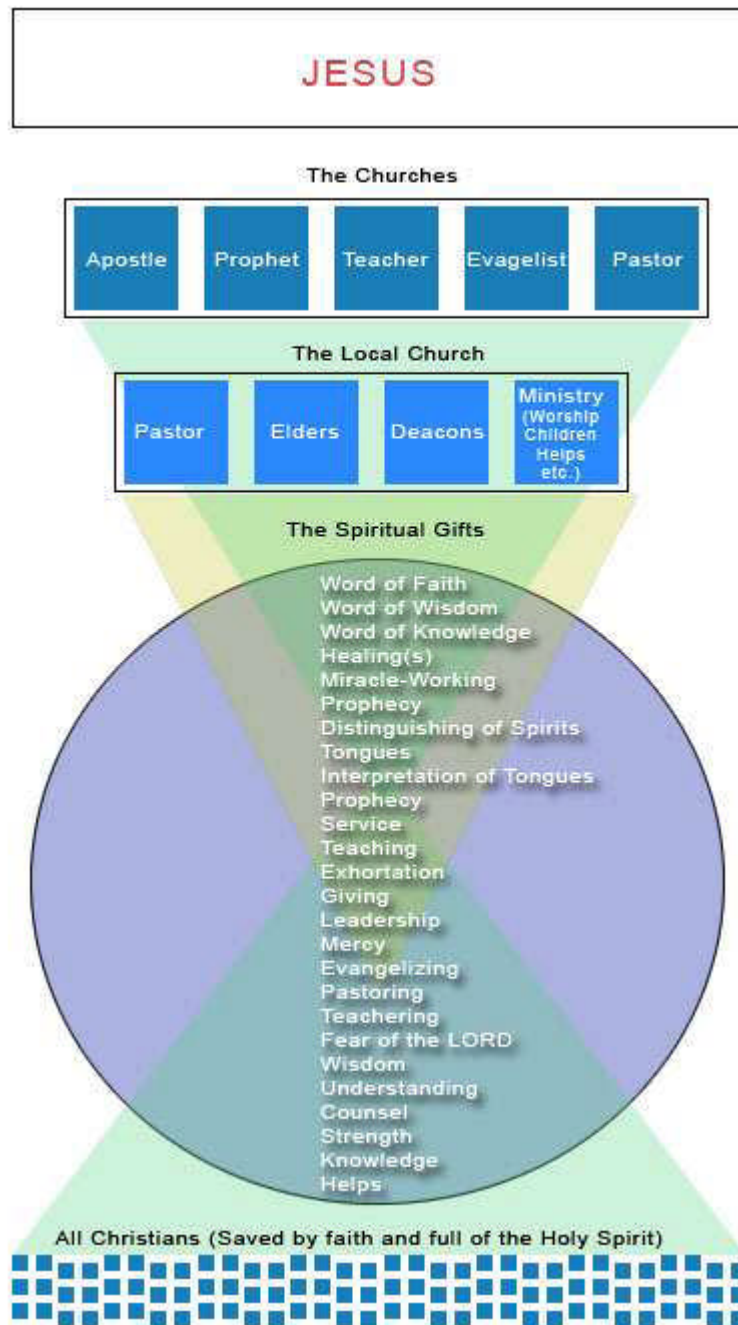 JESUS
The Churches
Apostle Prophet Teacher Evagelist Pastor
The Local Church
Pastor Elders Deacons Ministry
(Worship
Children
Helps
etc.)
The Spiritual Gifts
Word of Faith
Word of Wisdom
Word of Knowledge
Healing(s)
Miracle-Working
Prophecy
Distinguishing of Spirits
Tongues
Interpretation of Tongues
Prophecy
Service
Teaching
Exhortation
Giving
Leadership
Mercy
Evangelizing
Pastoring
Teachering
Fear of the LORD
Wisdom
Understanding
Counsel
Strength
Knowledge
Helps
All Christians (Saved by faith and full of the Holy Spirit)